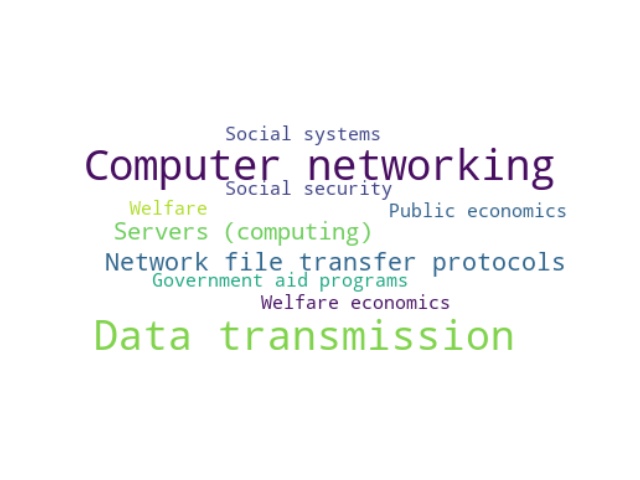 Social systems
Computer networking
Social security
Welfare
Public economics
Servers (computing)
Network file transfer protocols
Government aid programs
Welfare economics
Data transmission